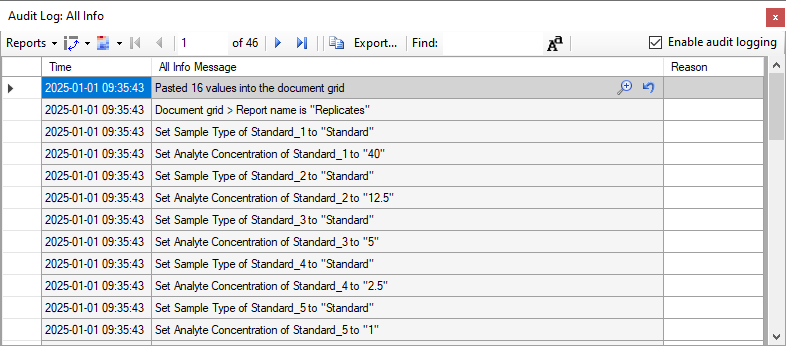 Audit Log: All Info
x
Reports 1 of 46 Export... Find: Aa Enable audit logging
Time All Info Message Reason
2025-01-01 09:35:43 Pasted 16 values into the document grid
2025-01-01 09:35:43 Document grid > Report name is "Replicates"
2025-01-01 09:35:43 Set Sample Type of Standard_1 to "Standard"
2025-01-01 09:35:43 Set Analyte Concentration of Standard_1 to "40"
2025-01-01 09:35:43 Set Sample Type of Standard_2 to "Standard"
2025-01-01 09:35:43 Set Analyte Concentration of Standard_2 to "12.5"
2025-01-01 09:35:43 Set Sample Type of Standard_3 to "Standard"
2025-01-01 09:35:43 Set Analyte Concentration of Standard_3 to "5"
2025-01-01 09:35:43 Set Sample Type of Standard_4 to "Standard"
2025-01-01 09:35:43 Set Analyte Concentration of Standard_4 to "2.5"
2025-01-01 09:35:43 Set Sample Type of Standard_5 to "Standard"
2025-01-01 09:35:43 Set Analyte Concentration of Standard_5 to "1"